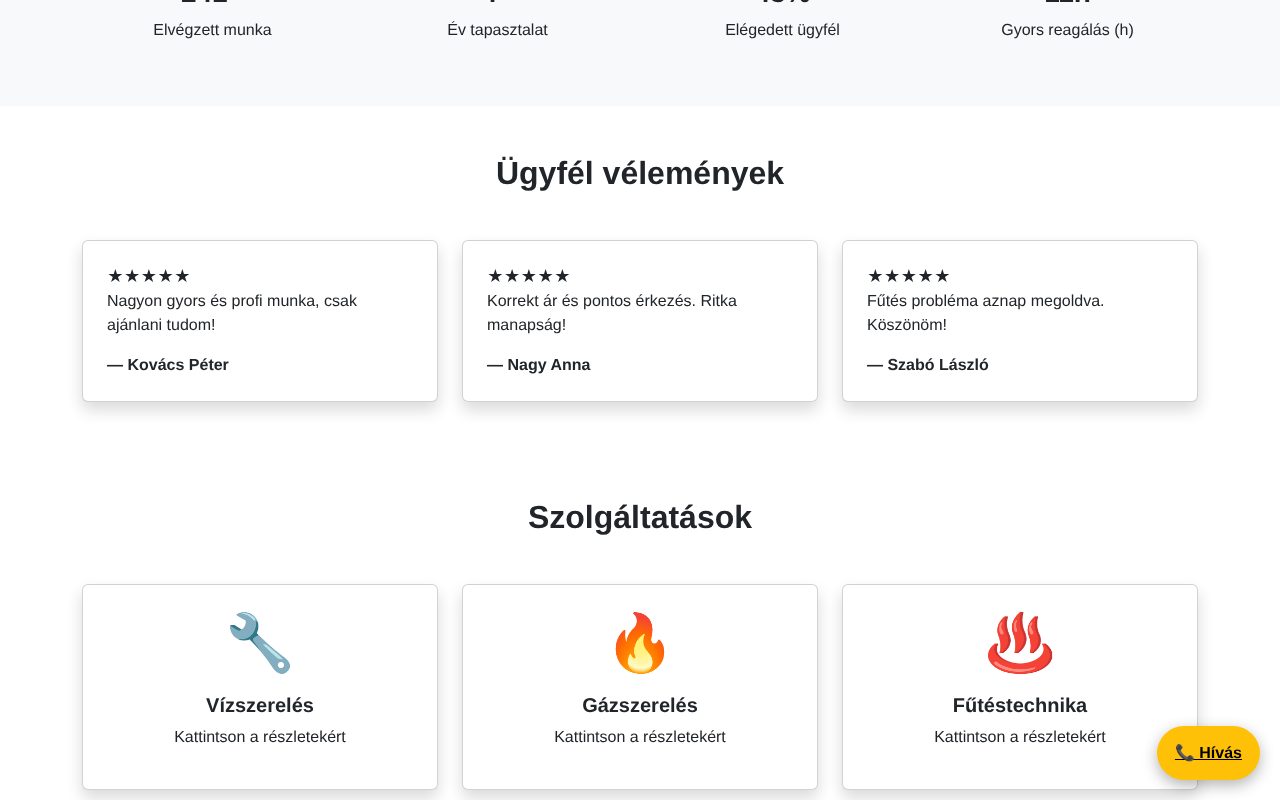 Elvégzett munka
Év tapasztalat
Elégedett ügyfél
Gyors reagálás (h)
Ügyfél vélemények
★★★★★
Nagyon gyors és profi munka, csak
ajánlani tudom!
— Kovács Péter
★★★★★
Korrekt ár és pontos érkezés. Ritka
manapság!
— Nagy Anna
★★★★★
Fűtés probléma aznap megoldva.
Köszönöm!
— Szabó László
Szolgáltatások
Vízszerelés
Kattintson a részletekért
Gázszerelés
Kattintson a részletekért
Fűtéstechnika
Kattintson a részletekért
📞 Hívás